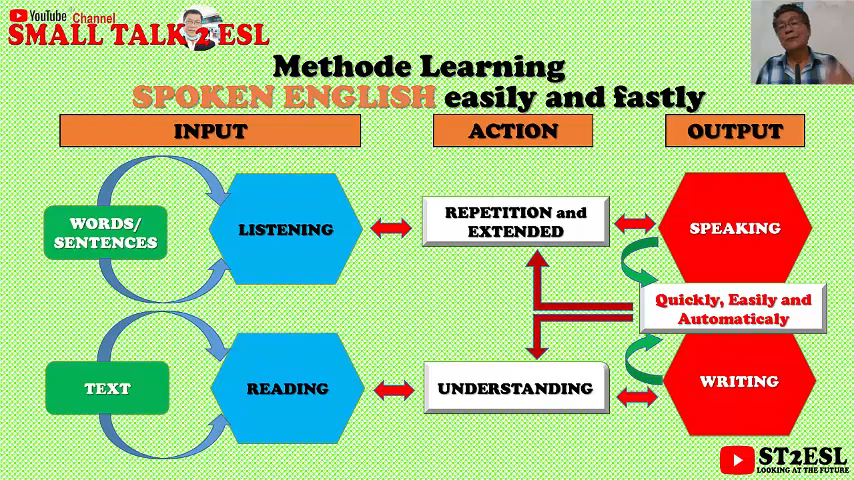 YouTube Channel
SMALL TALK 2 ESL
Methode Learning
SPOKEN ENGLISH easily and fastly
INPUT
ACTION
OUTPUT
WORDS/
SENTENCES
LISTENING
REPETITION and
EXTENDED
SPEAKING
Quickly, Easily and
Automaticaly
TEXT
READING
UNDERSTANDING
WRITING
ST2ESL
LOOKING AT THE FUTURE